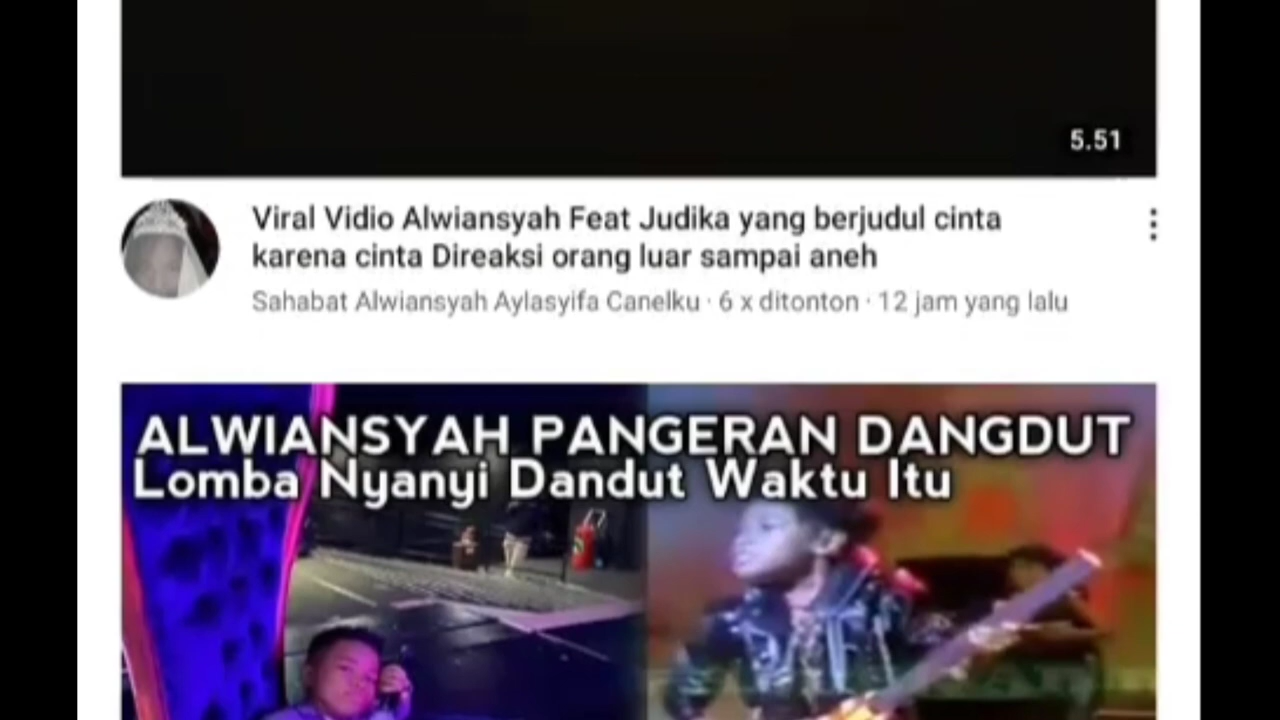 5.51
Viral Vidio Alwiansyah Feat Judika yang berjudul cinta
karena cinta Direaksi orang luar sampai aneh
Sahabat Alwiansyah Aylasyifa Canelku · 6 x ditonton · 12 jam yang lalu
ALWIANSYAH PANGERAN DANGDUT
Lomba Nyanyi Dandut Waktu Itu